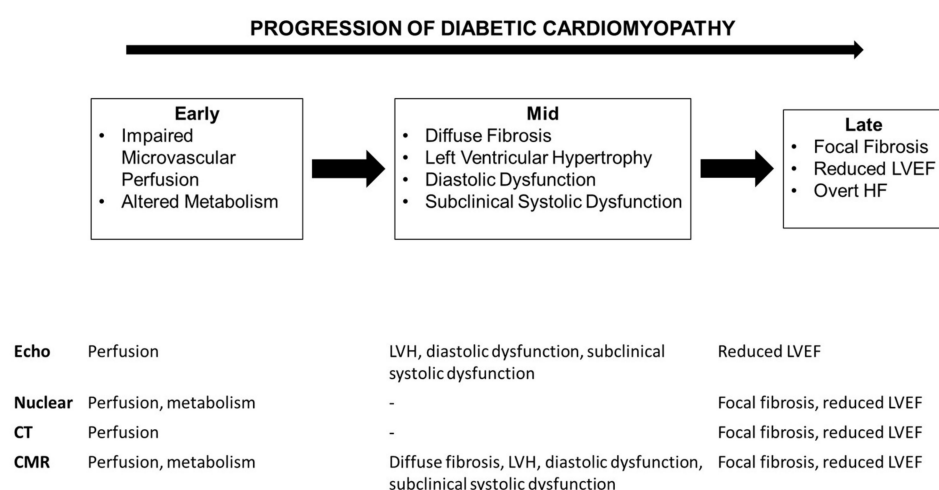 PROGRESSION OF DIABETIC CARDIOMYOPATHY
Early
• Impaired
Microvascular
Perfusion
• Altered Metabolism
Mid
• Diffuse Fibrosis
• Left Ventricular Hypertrophy
• Diastolic Dysfunction
• Subclinical Systolic Dysfunction
Late
• Focal Fibrosis
• Reduced LVEF
• Overt HF
Echo Perfusion LVH, diastolic dysfunction, subclinical Reduced LVEF
systolic dysfunction
Nuclear Perfusion, metabolism - Focal fibrosis, reduced LVEF
CT Perfusion - Focal fibrosis, reduced LVEF
CMR Perfusion, metabolism Diffuse fibrosis, LVH, diastolic dysfunction, Focal fibrosis, reduced LVEF
subclinical systolic dysfunction